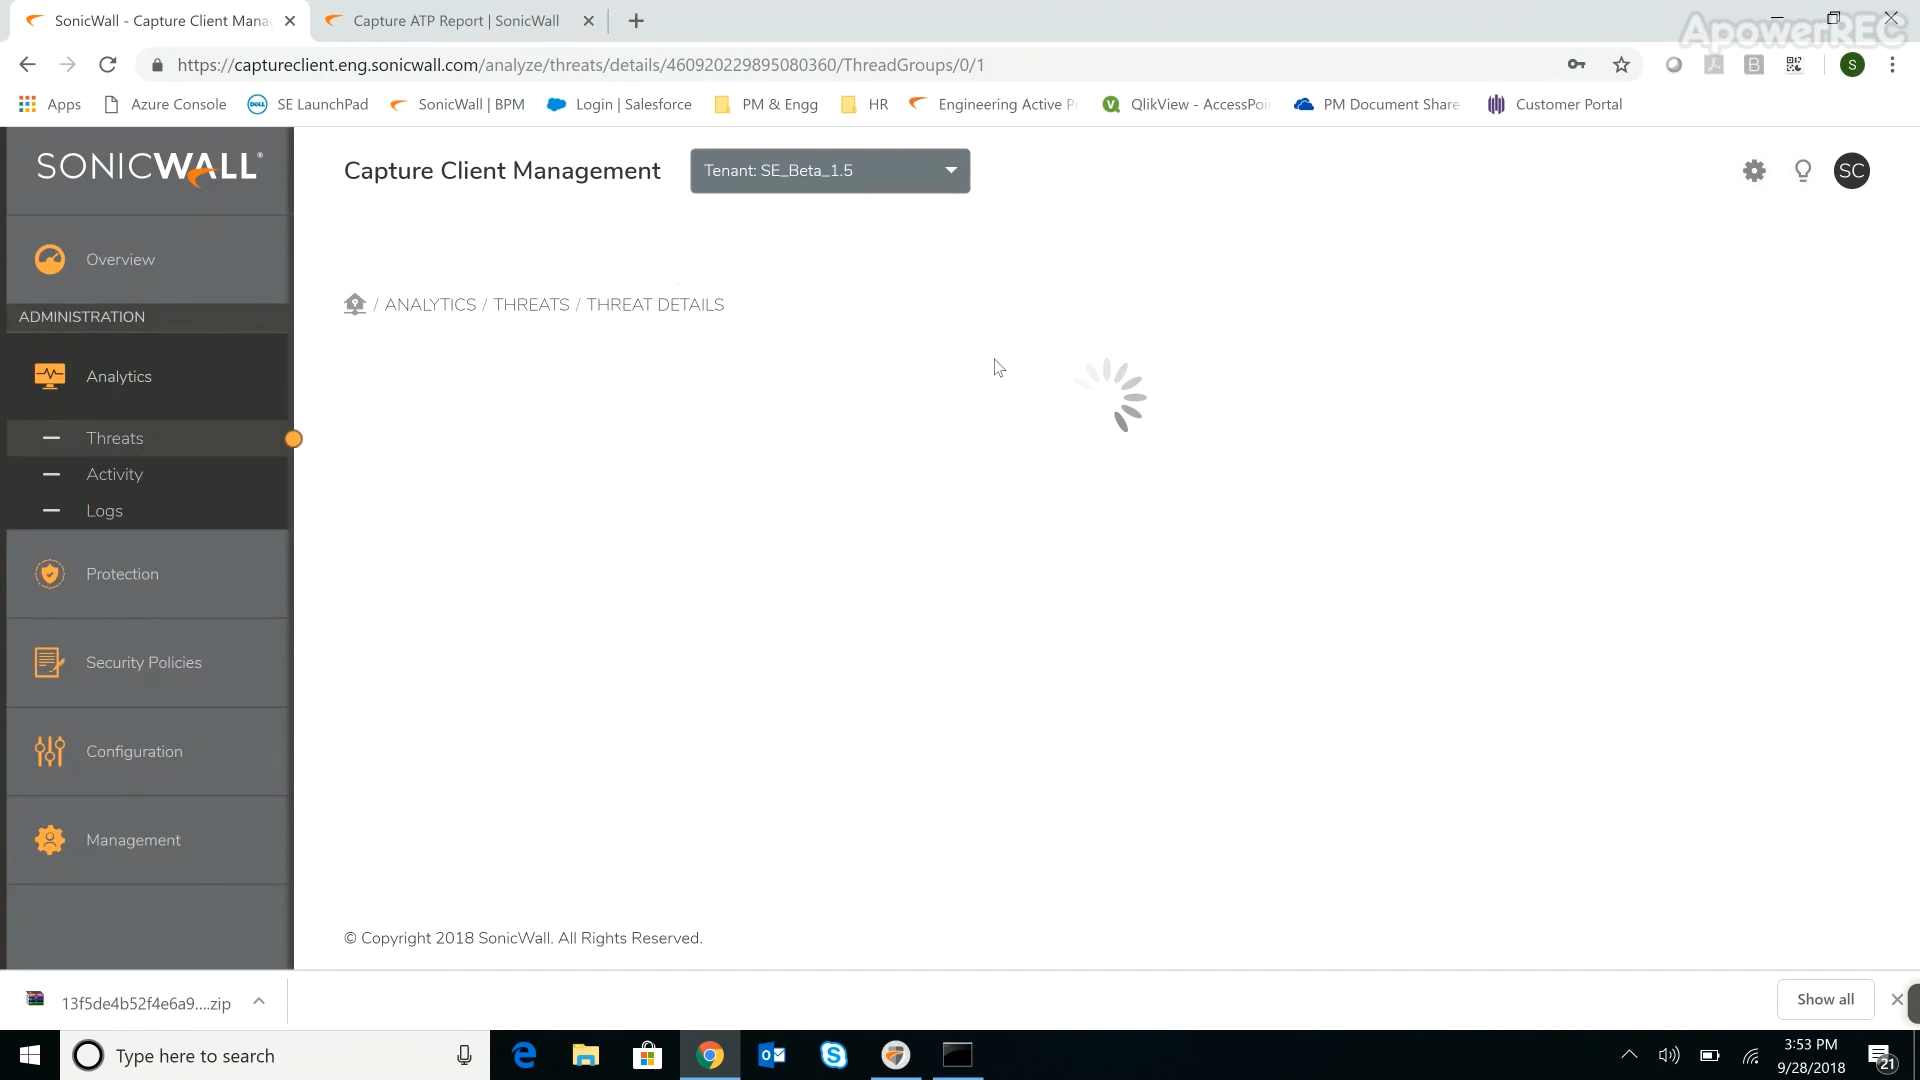 SonicWall - Capture Client Mana
Capture ATP Report | SonicWall
ApowerREC
https://captureclient.eng.sonicwall.com/analyze/threats/details/460920229895080360/ThreadGroups/0/1
S
Apps
Azure Console
DELL
SE LaunchPad
SonicWall | BPM
Login | Salesforce
PM & Engg
HR
Engineering Active Pr
QlikView - AccessPoin
PM Document Share
Customer Portal
SONICWALL®
Capture Client Management
Tenant: SE_Beta_1.5
SC
Overview
ADMINISTRATION
Analytics
Threats
Activity
Logs
Protection
Security Policies
Configuration
Management
/ ANALYTICS / THREATS / THREAT DETAILS
© Copyright 2018 SonicWall. All Rights Reserved.
13f5de4b52f4e6a9....zip
Show all
Type here to search
3:53 PM
9/28/2018
21